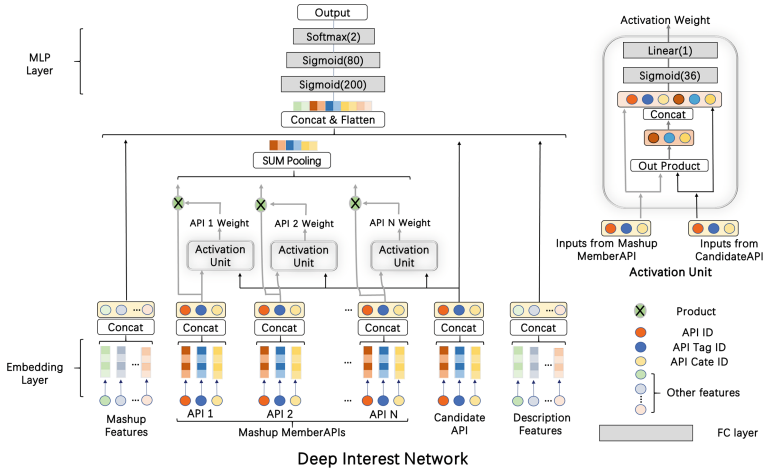 Output
Softmax(2)
MLP
Layer
Sigmoid(80)
Sigmoid(200)
Concat & Flatten
SUM Pooling
X
X
X
API 1 Weight
API 2 Weight
API N Weight
Activation
Unit
Activation
Unit
Activation
Unit
...
...
...
Concat
Concat
Concat
Concat
Concat
Concat
Embedding
Layer
...
...
...
...
...
...
Mashup
Features
API 1
API 2
API N
Mashup MemberAPIs
Candidate
API
Description
Features
Deep Interest Network
Activation Weight
Linear(1)
Sigmoid(36)
Concat
Out Product
Inputs from Mashup
MemberAPI
Inputs from
CandidateAPI
Activation Unit
X
Product
API ID
API Tag ID
API Cate ID
Other features
FC layer